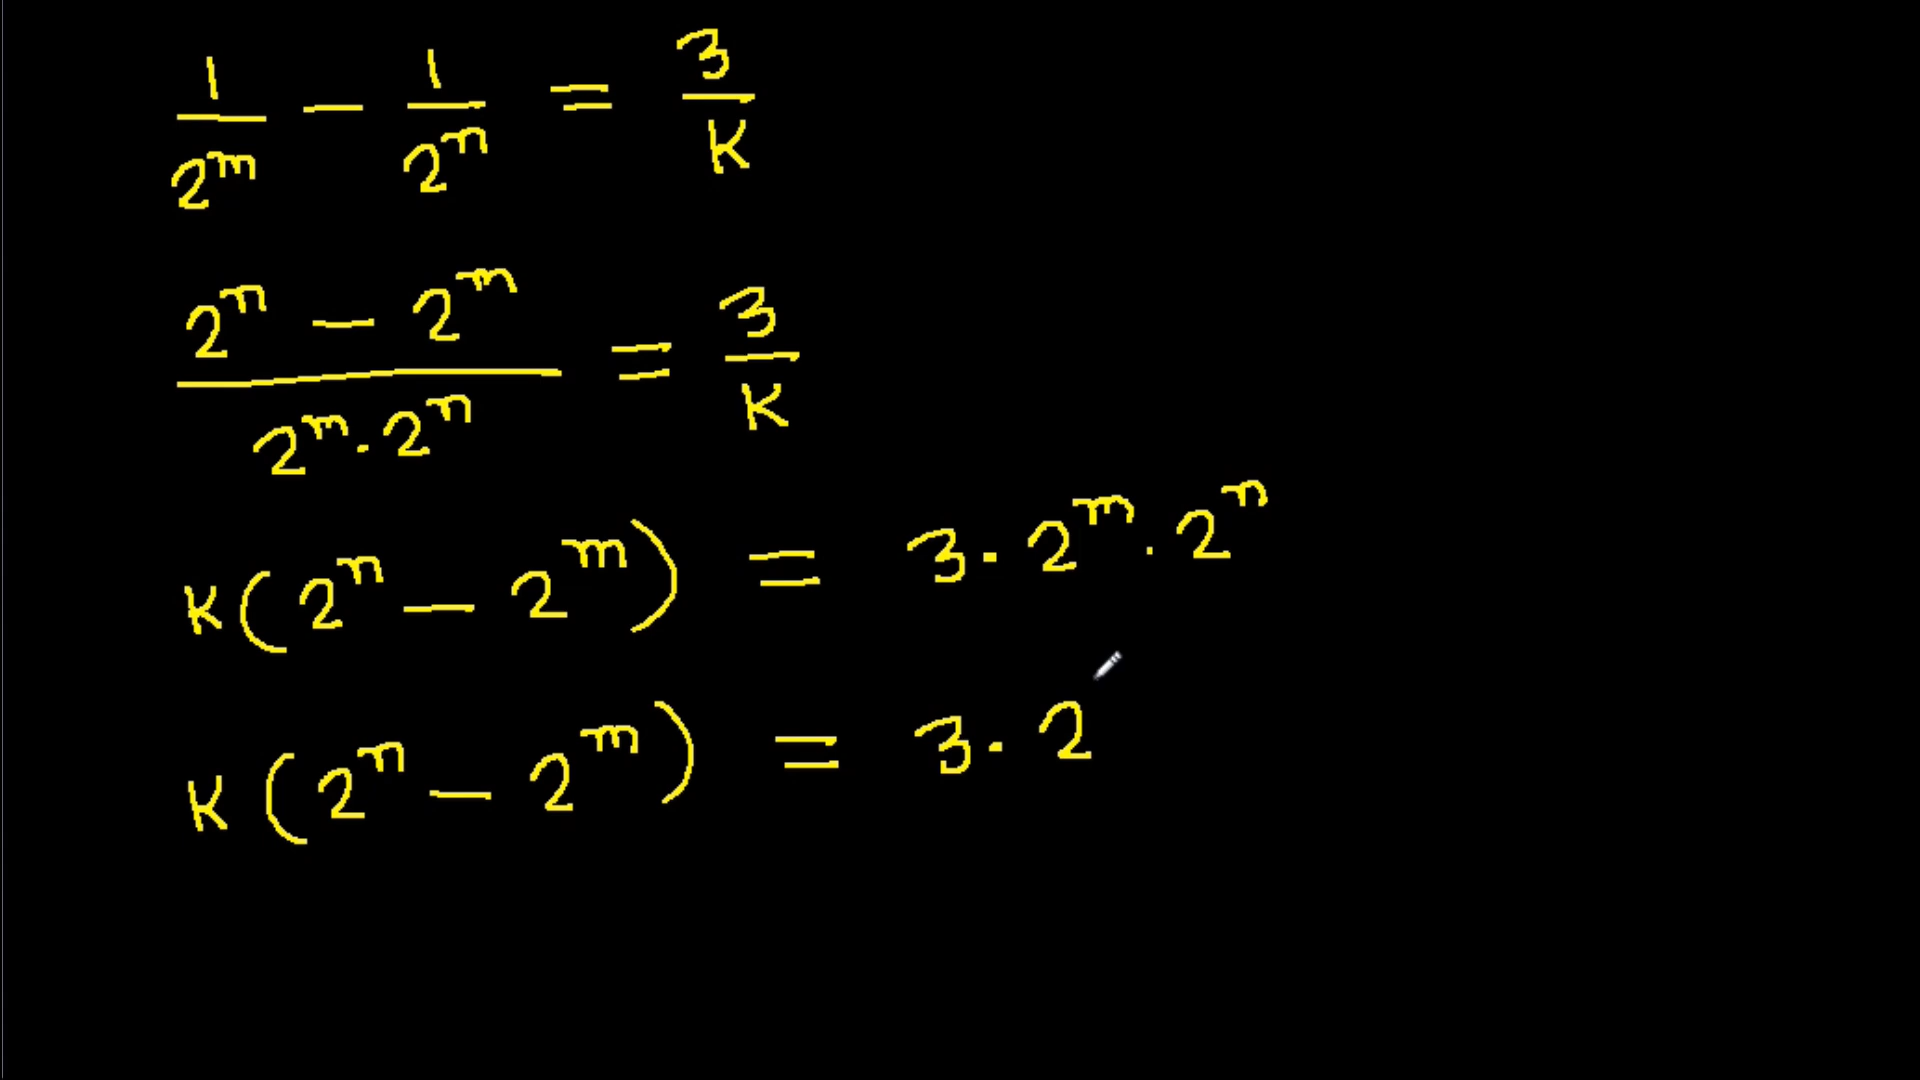 1/2^m - 1/2^n = 3/K
(2^n - 2^m)/(2^m · 2^n) = 3/K
K(2^n - 2^m) = 3 · 2^m · 2^n
K(2^n - 2^m) = 3 · 2